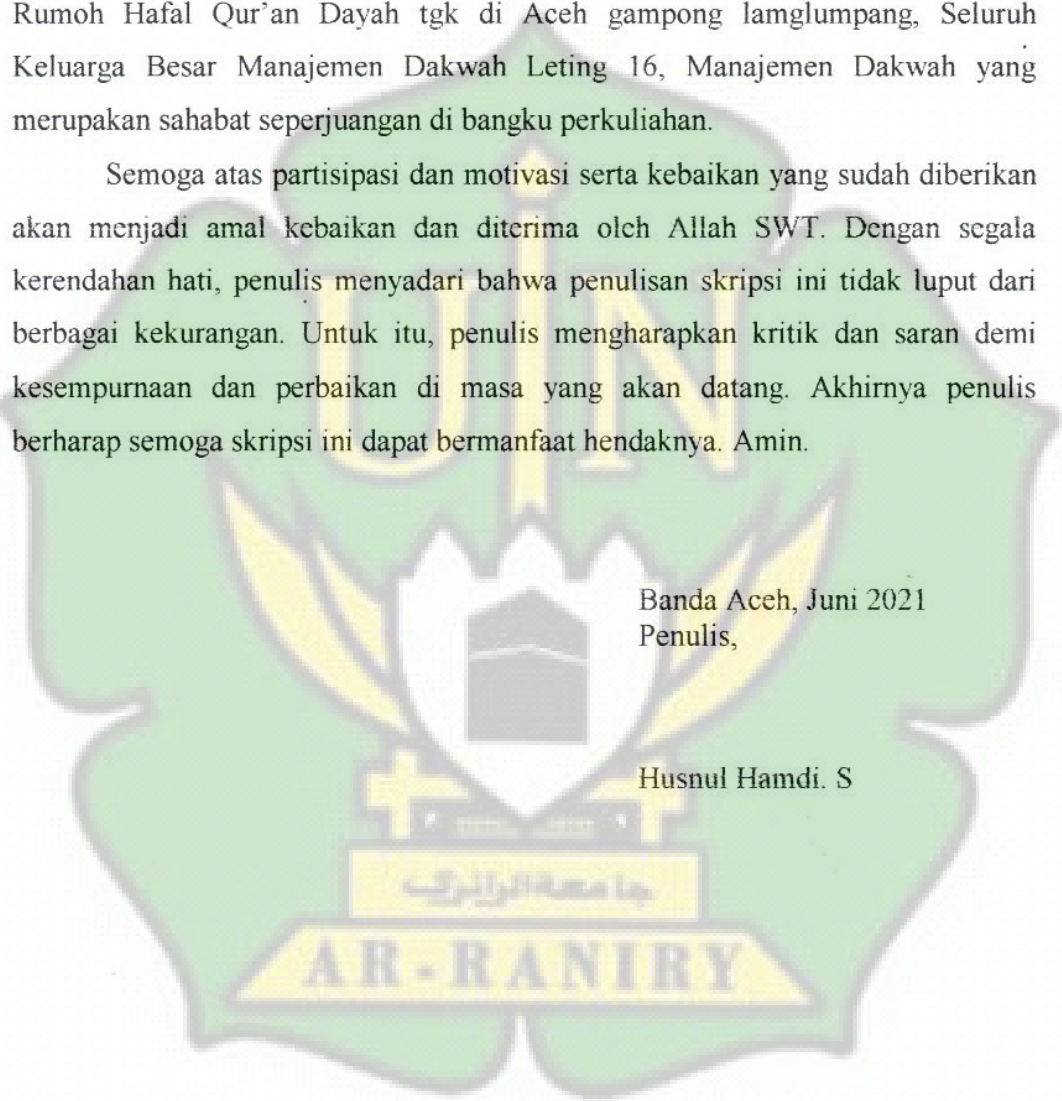 Rumoh Hafal Qur'an Dayah tgk di Aceh gampong lamglumpang, Seluruh
Keluarga Besar Manajemen Dakwah Leting 16, Manajemen Dakwah yang
merupakan sahabat seperjuangan di bangku perkuliahan.
Semoga atas partisipasi dan motivasi serta kebaikan yang sudah diberikan
akan menjadi amal kebaikan dan diterima oleh Allah SWT. Dengan segala
kerendahan hati, penulis menyadari bahwa penulisan skripsi ini tidak luput dari
berbagai kekurangan. Untuk itu, penulis mengharapkan kritik dan saran demi
kesempurnaan dan perbaikan di masa yang akan datang. Akhirnya penulis
berharap semoga skripsi ini dapat bermanfaat hendaknya. Amin.
UIN
Banda Aceh, Juni 2021
Penulis,
Husnul Hamdi. S
جامعة الرانري
AR-RANIRY